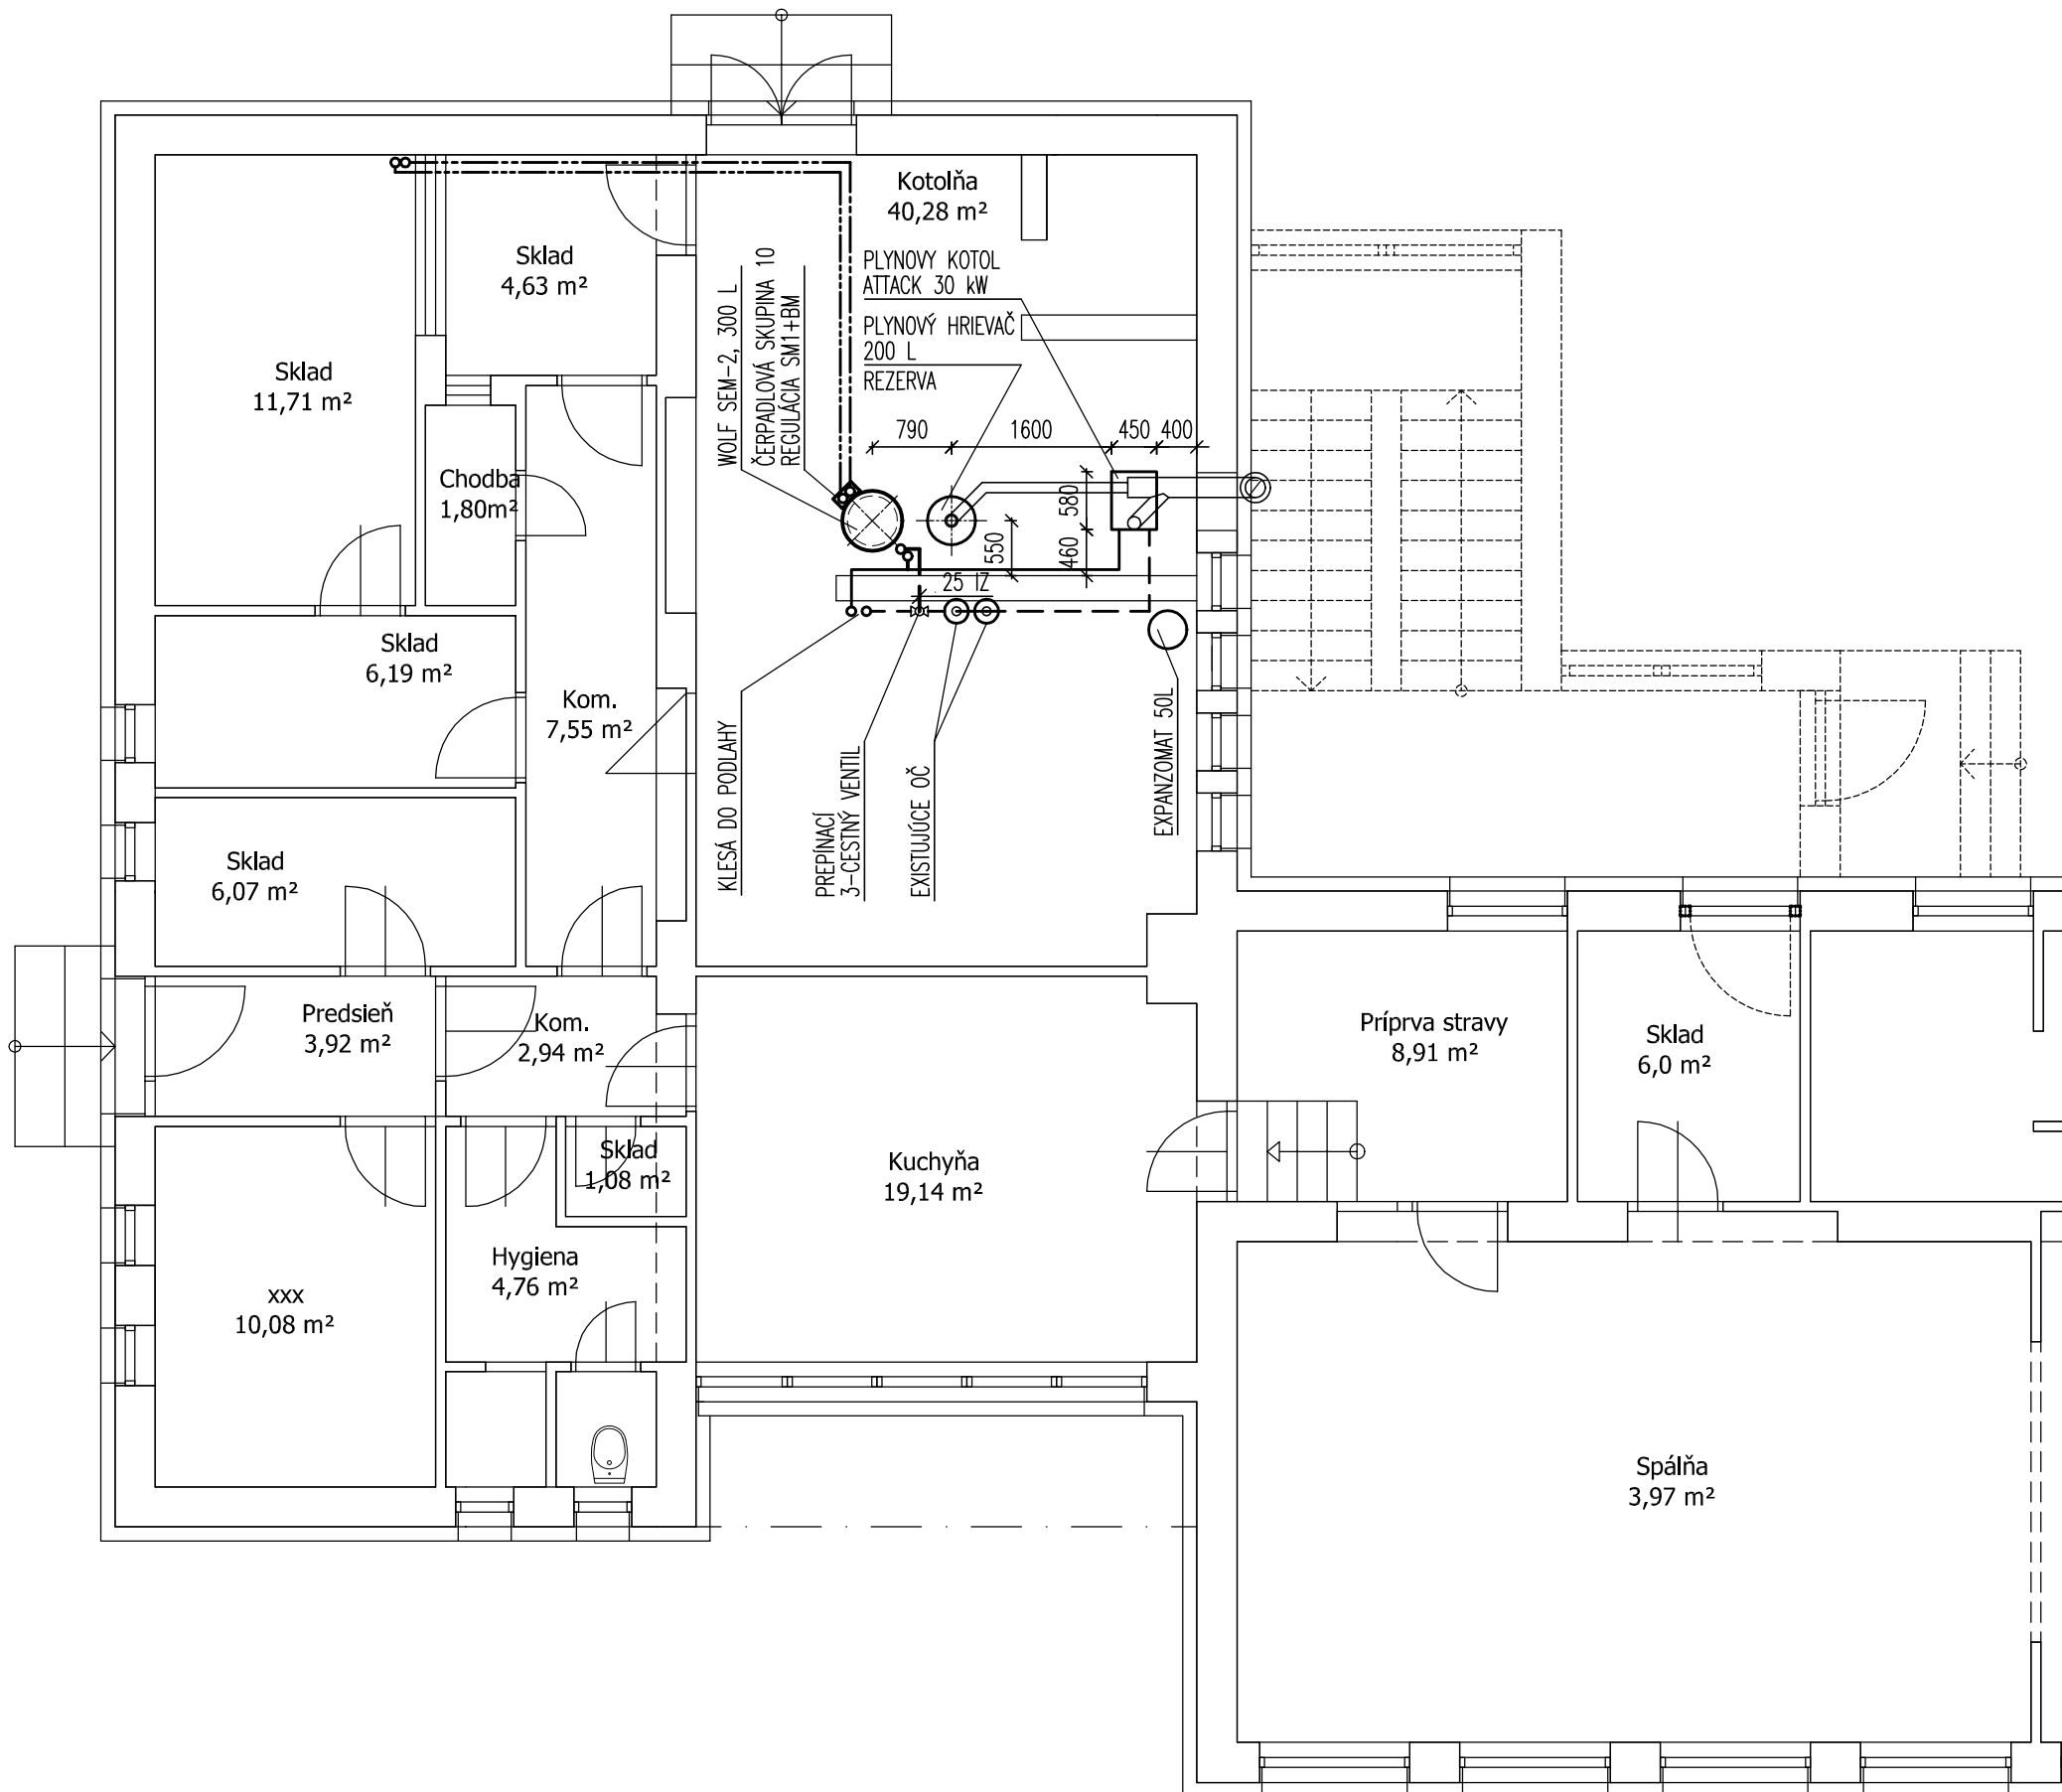 Kotolňa
40,28 m²
Sklad
4,63 m²
PLYNOVY KOTOL
ATTACK 30 kW
PLYNOVÝ HRIEVAČ
200 L
REZERVA
WOLF SEM-2, 300 L
ČERPADLOVÁ SKUPINA 10
REGULÁCIA SM1+BM
Sklad
11,71 m²
790
1600
450
400
Chodba
1,80m²
580
550
460
25 IZ
Sklad
6,19 m²
Kom.
7,55 m²
KLESÁ DO PODLAHY
PREPÍNACÍ
3-CESTNÝ VENTIL
EXISTUJÚCE OČ
EXPANZOMAT 50L
Sklad
6,07 m²
Predsieň
3,92 m²
Kom.
2,94 m²
Príprva stravy
8,91 m²
Sklad
6,0 m²
Sklad
1,08 m²
Kuchyňa
19,14 m²
Hygiena
4,76 m²
xxx
10,08 m²
Spálňa
3,97 m²